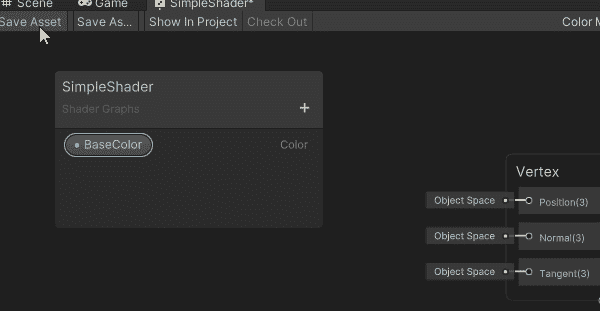 Scene Game SimpleShader*
Save Asset Save As... Show In Project Check Out Color M
SimpleShader
Shader Graphs
BaseColor Color
Vertex
Object Space Position(3)
Object Space Normal(3)
Object Space Tangent(3)